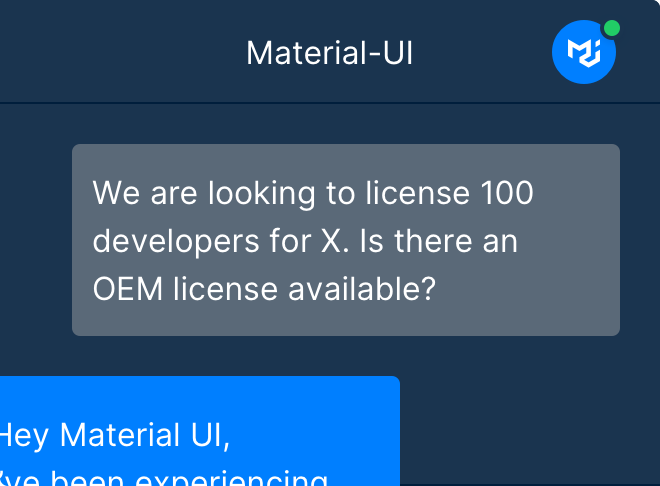 Material-UI
We are looking to license 100
developers for X. Is there an
OEM license available?
Hey Material UI,
I've been experiencing